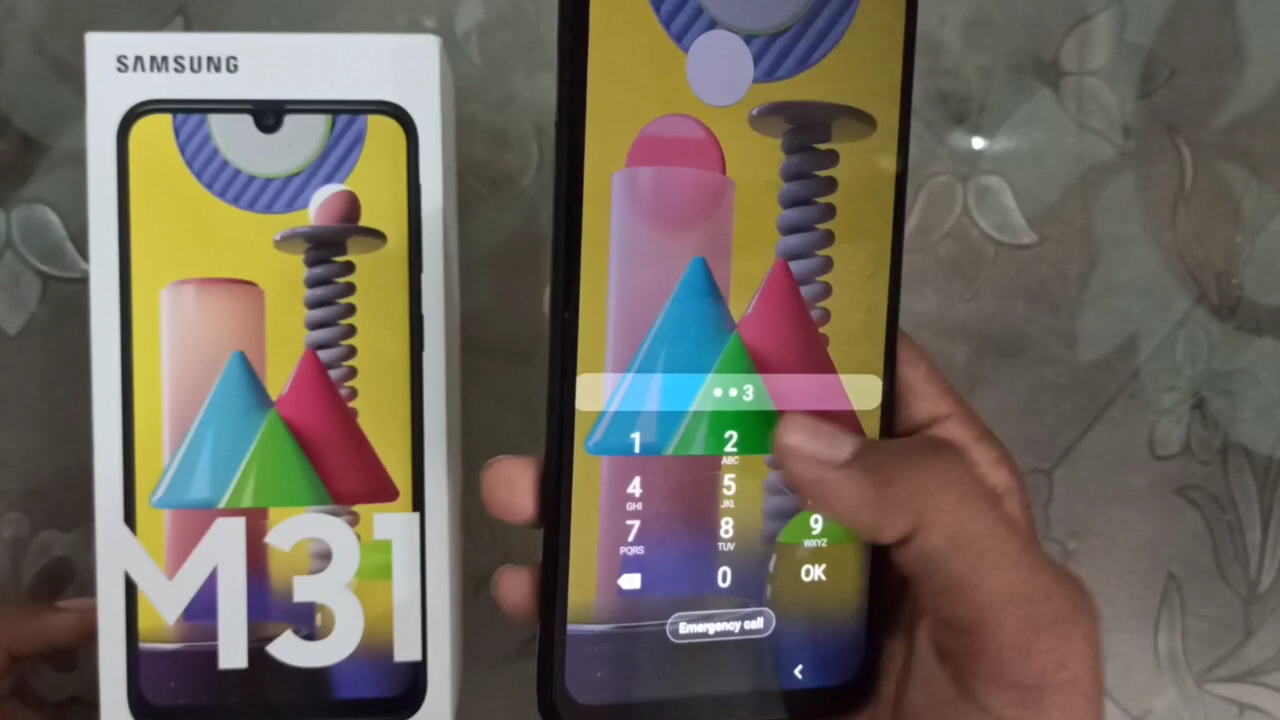 SAMSUNG
M31
••3
1 2
ABC
4 5
GHI JKL
7 8 9
PQRS TUV WXYZ
0 OK
Emergency call